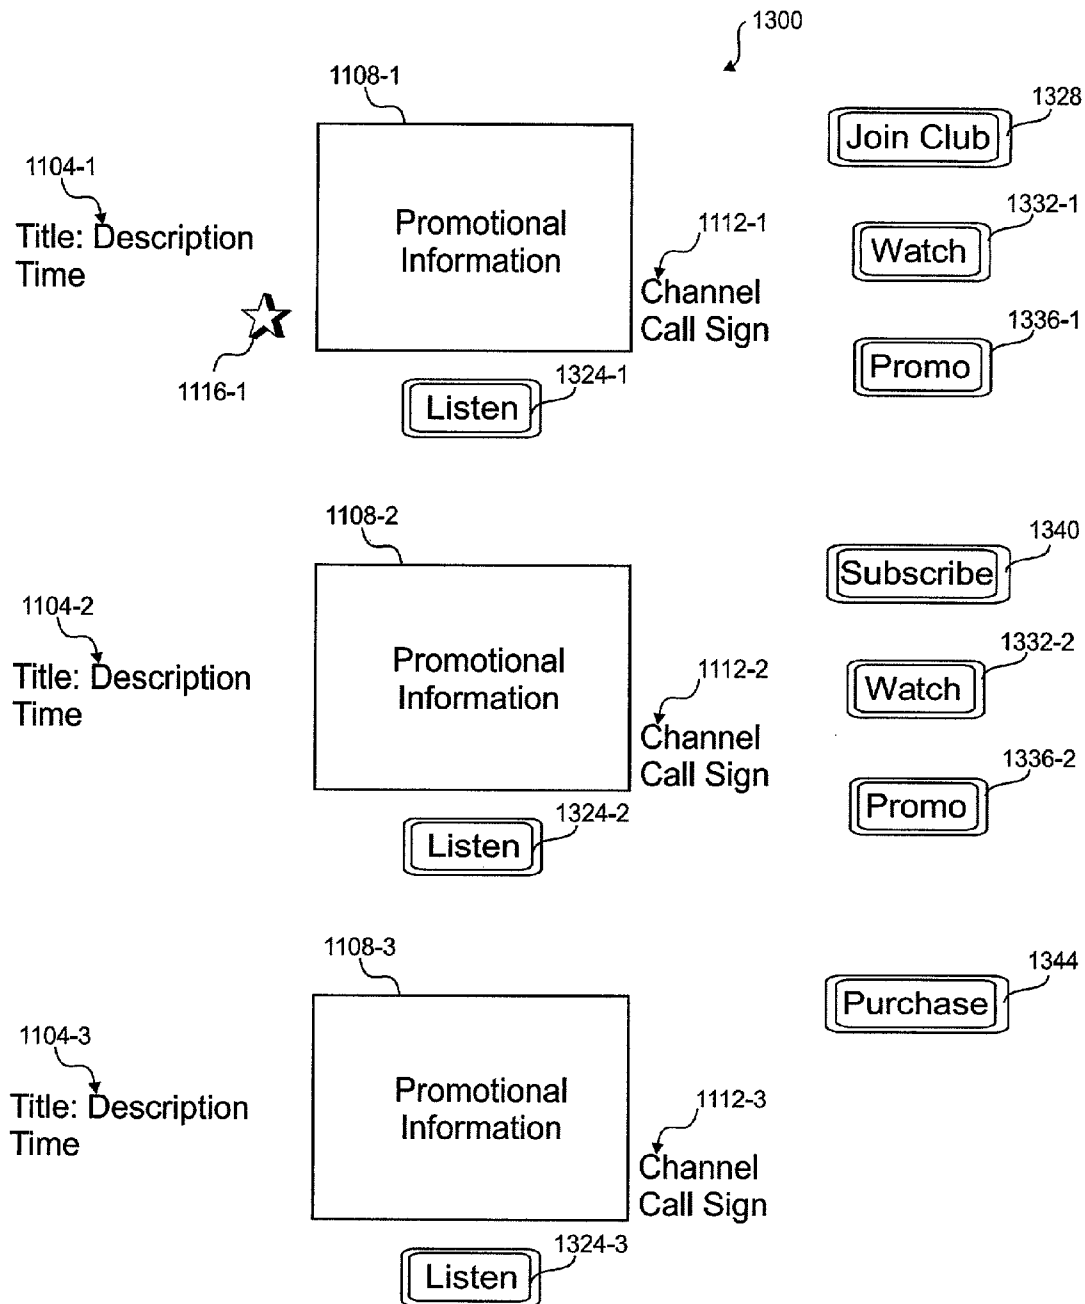 1300
1108-1
1328
Join Club
1104-1
Promotional
Information
1112-1
1332-1
Title: Description
Time
Watch
Channel
Call Sign
1336-1
Promo
1116-1
1324-1
Listen
1108-2
1340
Subscribe
1104-2
Promotional
Information
1112-2
1332-2
Title: Description
Time
Watch
Channel
Call Sign
1336-2
Promo
1324-2
Listen
1108-3
1344
Purchase
1104-3
Promotional
Information
1112-3
Title: Description
Time
Channel
Call Sign
1324-3
Listen